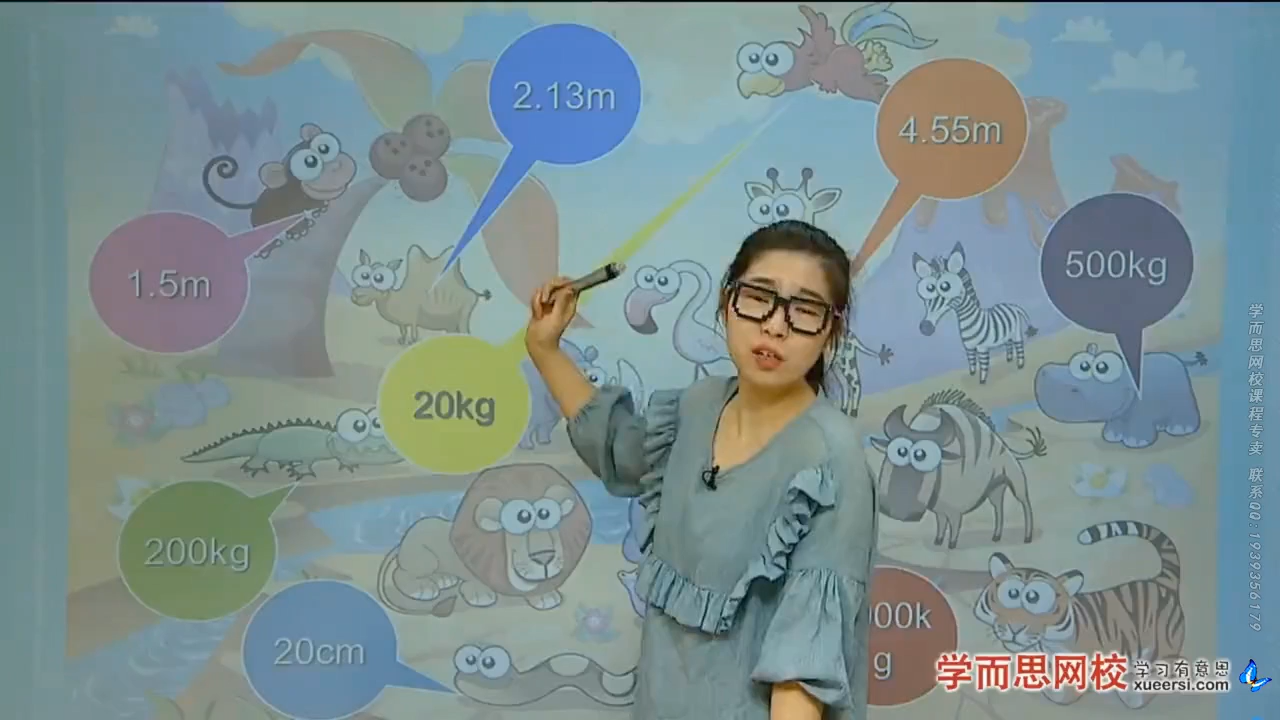 2.13m
4.55m
1.5m
500kg
20kg
200kg
20cm
00k
g
学而思网校
学习有意思
xueersi.com
学而思网校课程专卖 联系QQ:1939356179